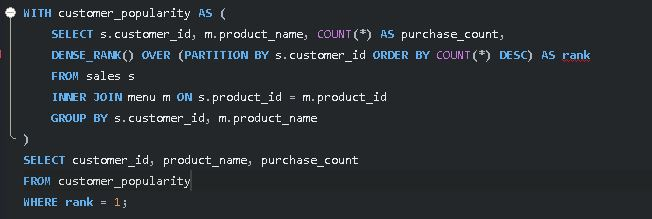 WITH customer_popularity AS (
SELECT s.customer_id, m.product_name, COUNT(*) AS purchase_count,
DENSE_RANK() OVER (PARTITION BY s.customer_id ORDER BY COUNT(*) DESC) AS rank
FROM sales s
INNER JOIN menu m ON s.product_id = m.product_id
GROUP BY s.customer_id, m.product_name
)
SELECT customer_id, product_name, purchase_count
FROM customer_popularity
WHERE rank = 1;